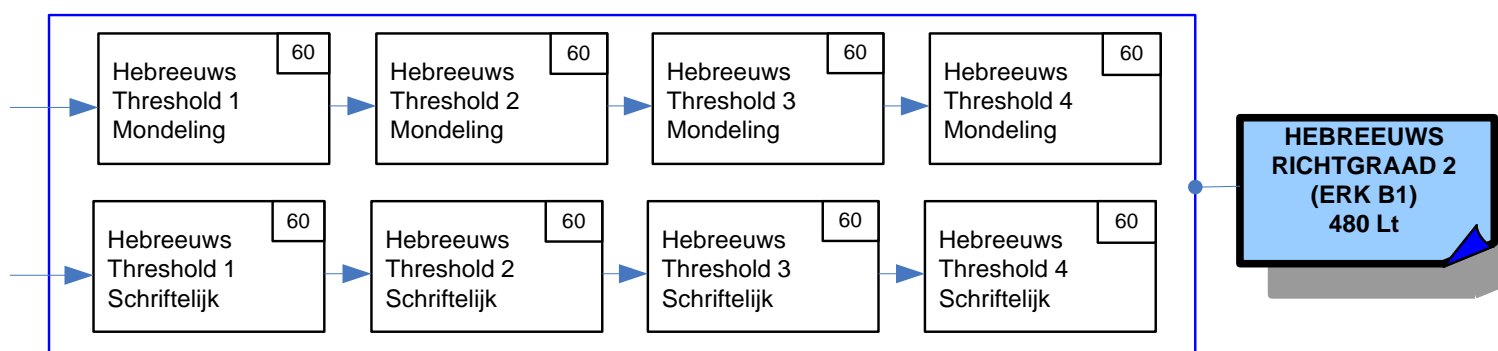 60
Hebreeuws
Threshold 1
Mondeling
60
Hebreeuws
Threshold 2
Mondeling
60
Hebreeuws
Threshold 3
Mondeling
60
Hebreeuws
Threshold 4
Mondeling
60
Hebreeuws
Threshold 1
Schriftelijk
60
Hebreeuws
Threshold 2
Schriftelijk
60
Hebreeuws
Threshold 3
Schriftelijk
60
Hebreeuws
Threshold 4
Schriftelijk
HEBREEUWS
RICHTGRAAD 2
(ERK B1)
480 Lt